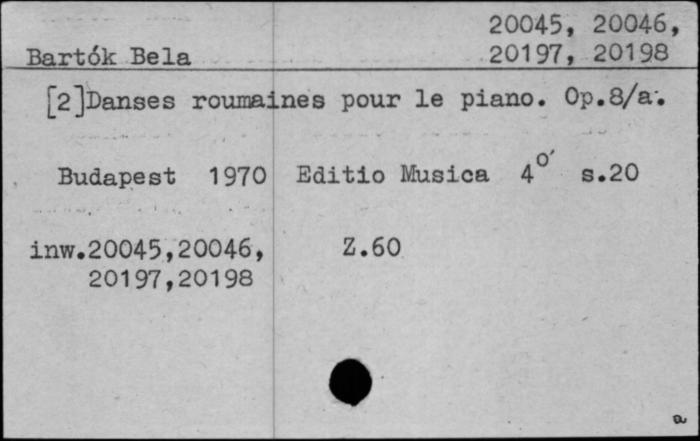 20045, 20046,
Bartók Bela 20197, 20198
[2]Danses roumaines pour le piano. Op.8/a.
Budapest 1970 Editio Musica 4° s.20
inw.20045,20046, Z.60
20197,20198
a